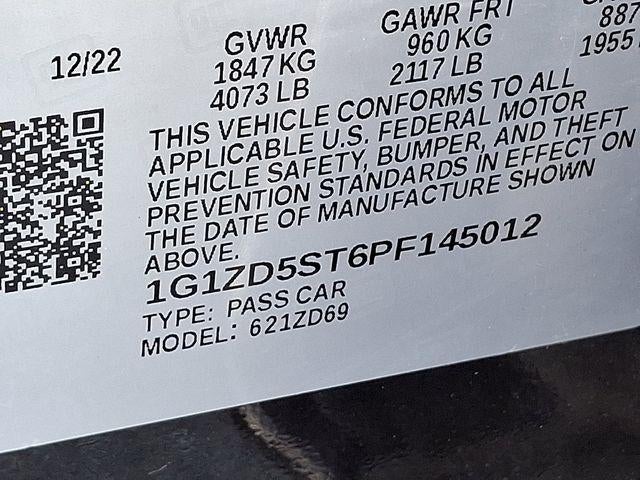 12/22
GVWR
1847 KG
4073 LB
GAWR FRT
960 KG
2117 LB
887
1955
THIS VEHICLE CONFORMS TO ALL
APPLICABLE U.S. FEDERAL MOTOR
VEHICLE SAFETY, BUMPER, AND THEFT
PREVENTION STANDARDS IN EFFECT ON
THE DATE OF MANUFACTURE SHOWN
ABOVE.
1G1ZD5ST6PF145012
TYPE: PASS CAR
MODEL: 621ZD69